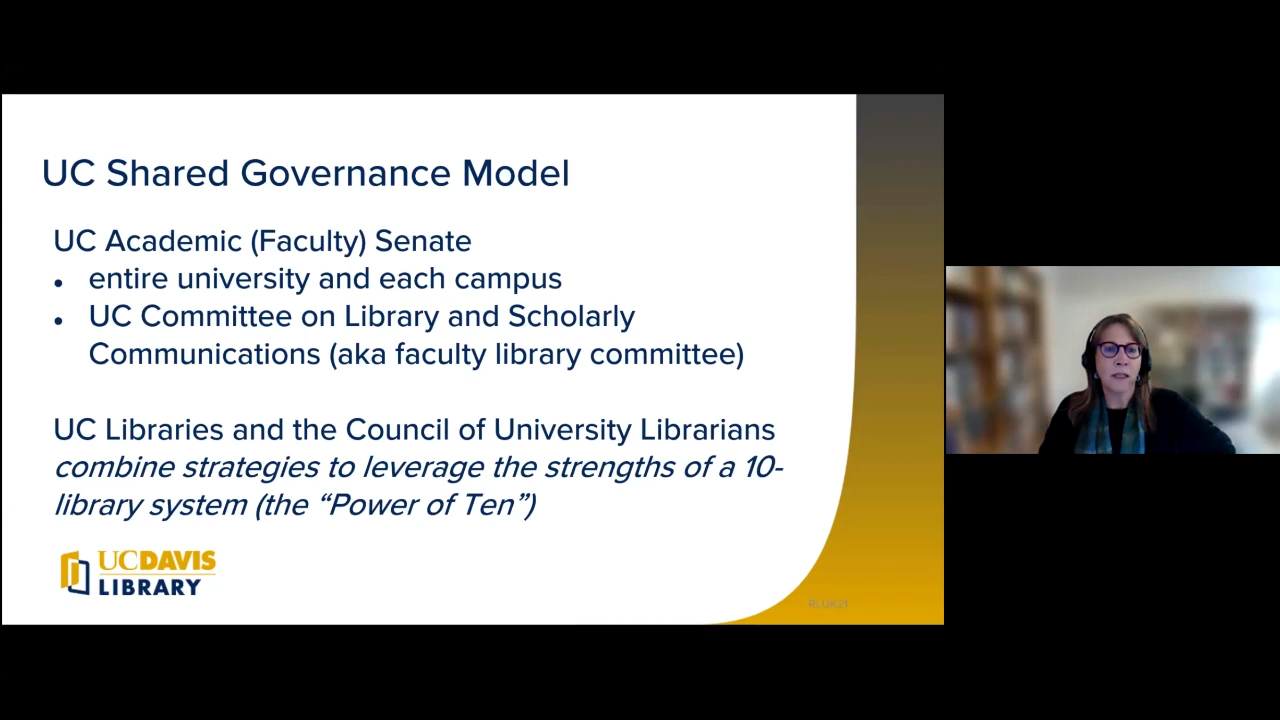 UC Shared Governance Model
UC Academic (Faculty) Senate
• entire university and each campus
• UC Committee on Library and Scholarly
Communications (aka faculty library committee)
UC Libraries and the Council of University Librarians
combine strategies to leverage the strengths of a 10-
library system (the “Power of Ten”)
UCDAVIS
LIBRARY
RLUK21